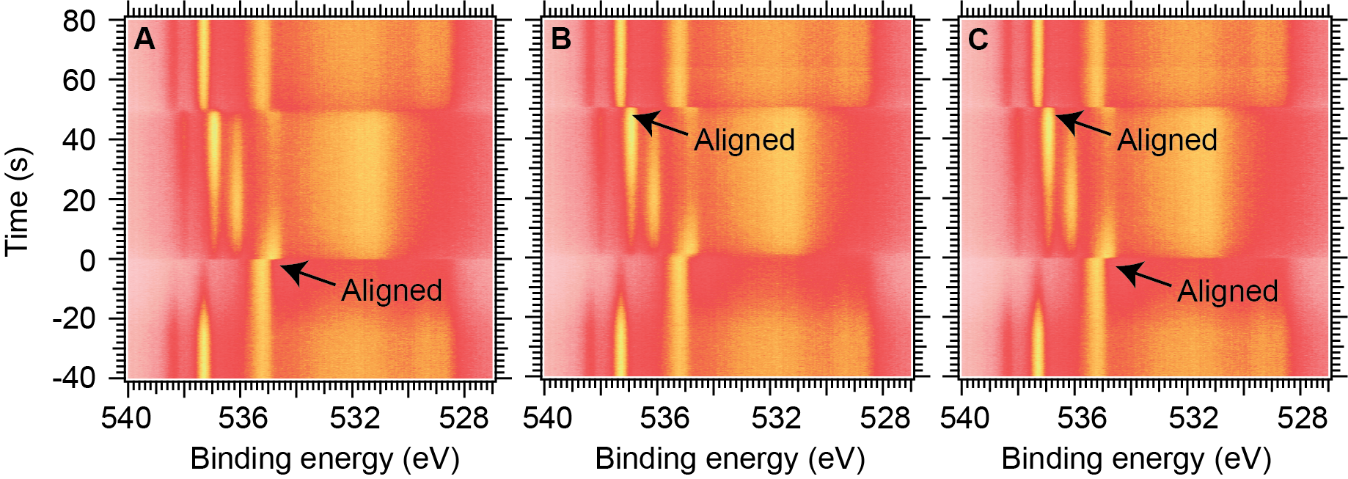 A
B
C
80
60
40
20
0
-20
-40
Time (s)
Aligned
Aligned
Aligned
Aligned
540
536
532
528
540
536
532
528
540
536
532
528
Binding energy (eV)
Binding energy (eV)
Binding energy (eV)